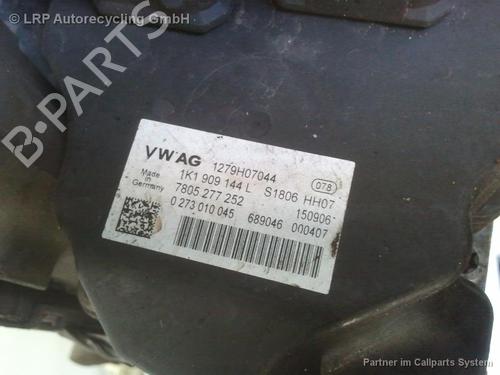 © LRP Autorecycling GmbH
B-PARTS
VWAG 1279H07044 078
Made in Germany 1K1 909 144 L S1806 HH07
7805 277 252 150906
0 273 010 045 689046 000407
Partner im Callparts System